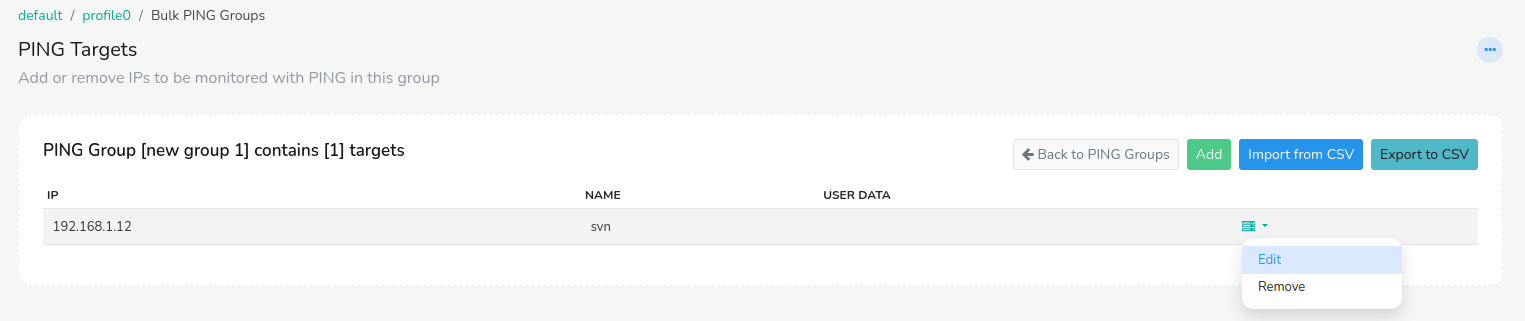 default / profile0 / Bulk PING Groups
PING Targets
Add or remove IPs to be monitored with PING in this group
PING Group [new group 1] contains [1] targets
Back to PING Groups Add Import from CSV Export to CSV
IP NAME USER DATA
192.168.1.12 svn
Edit
Remove